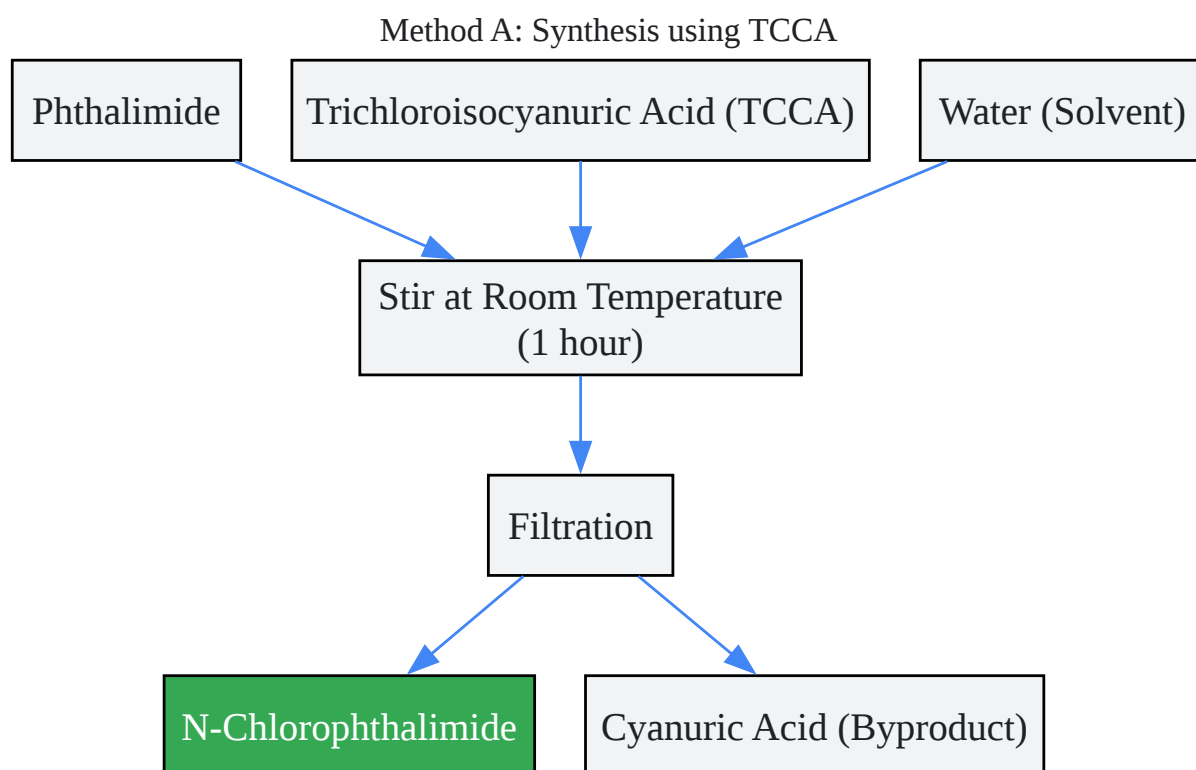 Method A: Synthesis using TCCA
Phthalimide
Trichloroisocyanuric Acid (TCCA)
Water (Solvent)
Stir at Room Temperature
(1 hour)
Filtration
N-Chlorophthalimide
Cyanuric Acid (Byproduct)